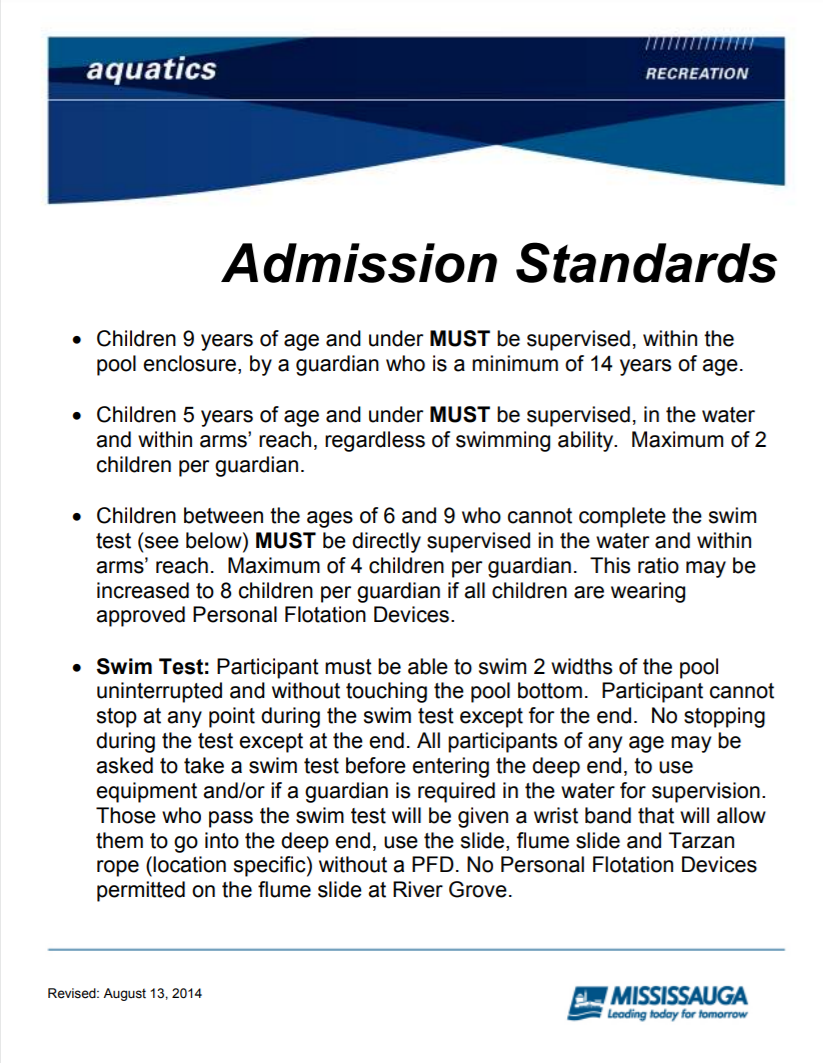 aquatics
RECREATION
Admission Standards
• Children 9 years of age and under MUST be supervised, within the
pool enclosure, by a guardian who is a minimum of 14 years of age.
• Children 5 years of age and under MUST be supervised, in the water
and within arms' reach, regardless of swimming ability.  Maximum of 2
children per guardian.
• Children between the ages of 6 and 9 who cannot complete the swim
test (see below) MUST be directly supervised in the water and within
arms' reach.  Maximum of 4 children per guardian.  This ratio may be
increased to 8 children per guardian if all children are wearing
approved Personal Flotation Devices.
• Swim Test: Participant must be able to swim 2 widths of the pool
uninterrupted and without touching the pool bottom.  Participant cannot
stop at any point during the swim test except for the end.  No stopping
during the test except at the end. All participants of any age may be
asked to take a swim test before entering the deep end, to use
equipment and/or if a guardian is required in the water for supervision.
Those who pass the swim test will be given a wrist band that will allow
them to go into the deep end, use the slide, flume slide and Tarzan
rope (location specific) without a PFD. No Personal Flotation Devices
permitted on the flume slide at River Grove.
Revised: August 13, 2014
MISSISSAUGA
Leading today for tomorrow